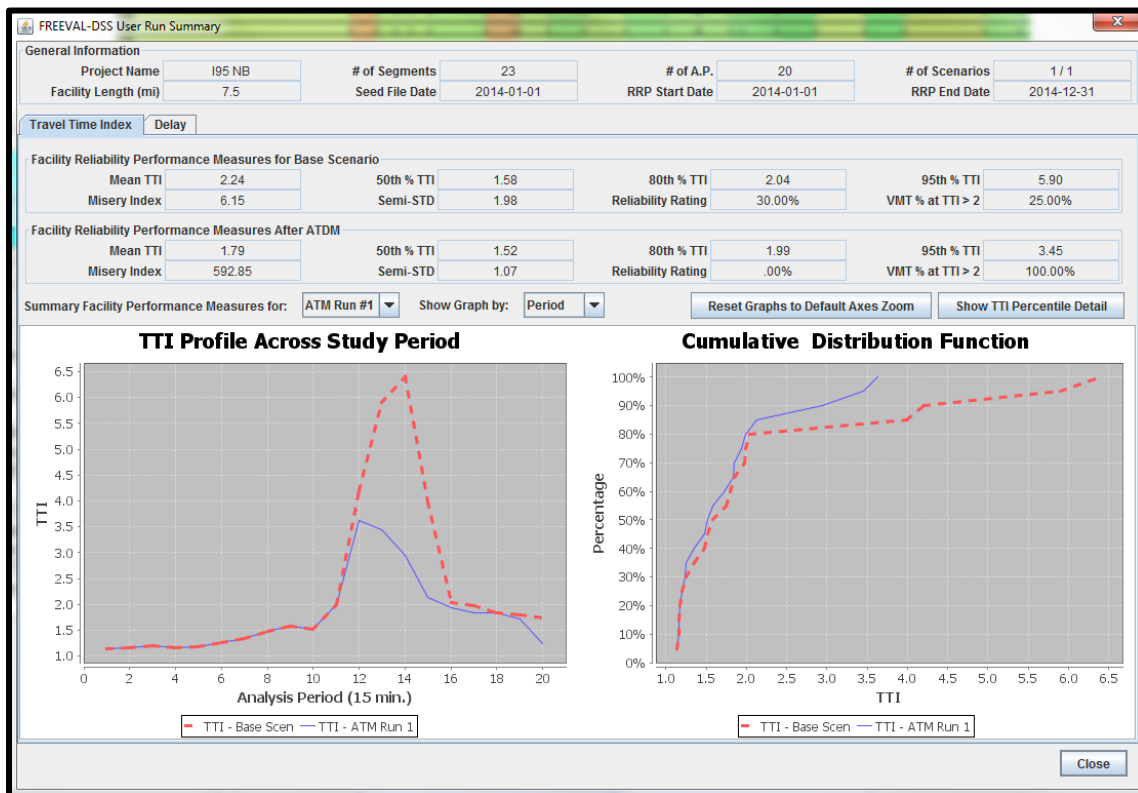 FREEVAL-DSS User Run Summary
General Information
Project Name I95 NB # of Segments 23 # of A.P. 20 # of Scenarios 1 / 1
Facility Length (mi) 7.5 Seed File Date 2014-01-01 RRP Start Date 2014-01-01 RRP End Date 2014-12-31
Travel Time Index Delay
Facility Reliability Performance Measures for Base Scenario
Mean TTI 2.24 50th % TTI 1.58 80th % TTI 2.04 95th % TTI 5.90
Misery Index 6.15 Semi-STD 1.98 Reliability Rating 30.00% VMT % at TTI > 2 25.00%
Facility Reliability Performance Measures After ATDM
Mean TTI 1.79 50th % TTI 1.52 80th % TTI 1.99 95th % TTI 3.45
Misery Index 592.85 Semi-STD 1.07 Reliability Rating .00% VMT % at TTI > 2 100.00%
Summary Facility Performance Measures for: ATM Run #1 Show Graph by: Period Reset Graphs to Default Axes Zoom Show TTI Percentile Detail
TTI Profile Across Study Period
6.5
6.0
5.5
5.0
4.5
4.0
3.5
3.0
2.5
2.0
1.5
1.0
TTI
0 2 4 6 8 10 12 14 16 18 20
Analysis Period (15 min.)
TTI - Base Scen TTI - ATM Run 1
Cumulative Distribution Function
100%
90%
80%
70%
60%
50%
40%
30%
20%
10%
0%
Percentage
1.0 1.5 2.0 2.5 3.0 3.5 4.0 4.5 5.0 5.5 6.0 6.5
TTI
TTI - Base Scen TTI - ATM Run 1
Close